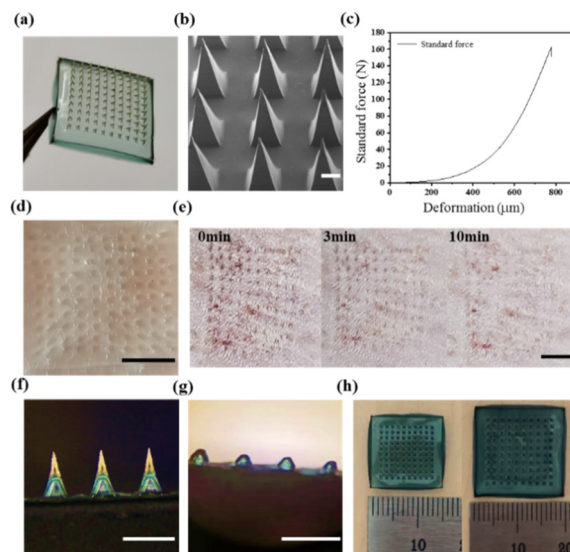 (a)
(b)
(c)
180
160
140
120
100
80
60
40
20
0
Standard force (N)
Standard force
200
400
600
800
Deformation (μm)
(d)
(e)
0min
3min
10min
(f)
(g)
(h)
10
10
20